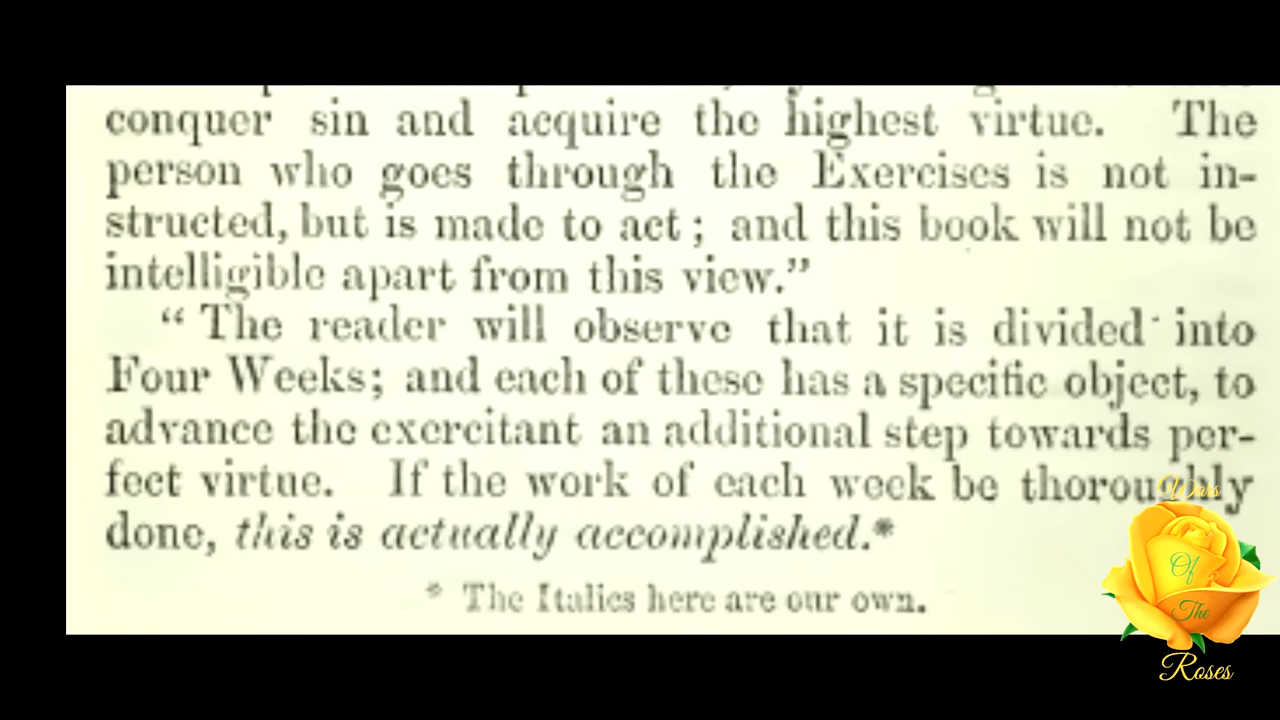 conquer sin and acquire the highest virtue. The
person who goes through the Exercises is not in-
structed, but is made to act; and this book will not be
intelligible apart from this view.”
“ The reader will observe that it is divided into
Four Weeks; and each of these has a specific object, to
advance the exercitant an additional step towards per-
fect virtue. If the work of each week be thoroughly
done, this is actually accomplished.*
* The Italics here are our own.
Wars
Of
The
Roses